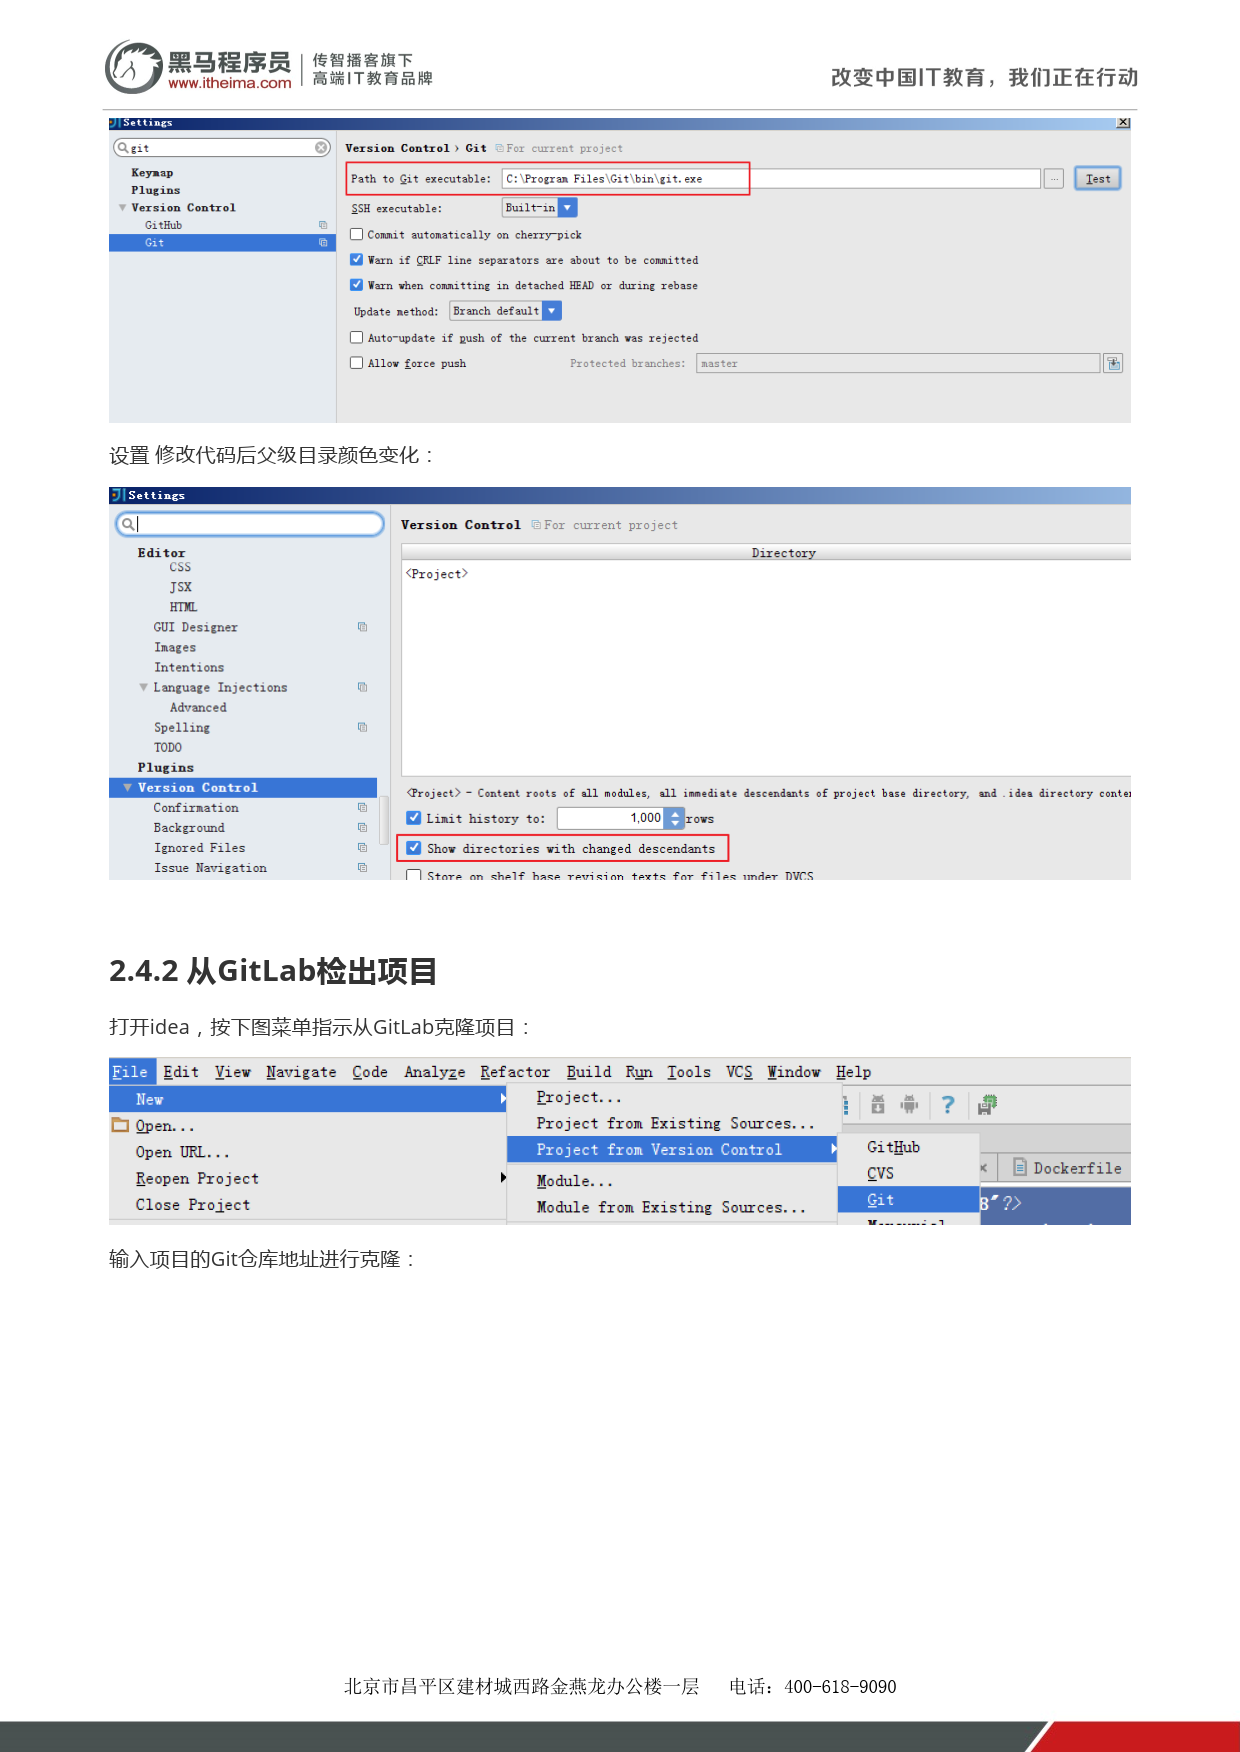 黑马程序员
www.itheima.com
传智播客旗下
高端IT教育品牌
改变中国IT教育，我们正在行动
Settings
git
Keymap
Plugins
Version Control
GitHub
Git
Version Control › Git For current project
Path to Git executable: C:\Program Files\Git\bin\git.exe ... Test
SSH executable: Built-in
Commit automatically on cherry-pick
Warn if CRLF line separators are about to be committed
Warn when committing in detached HEAD or during rebase
Update method: Branch default
Auto-update if push of the current branch was rejected
Allow force push Protected branches: master
设置 修改代码后父级目录颜色变化：
Settings
Editor
CSS
JSX
HTML
GUI Designer
Images
Intentions
Language Injections
Advanced
Spelling
TODO
Plugins
Version Control
Confirmation
Background
Ignored Files
Issue Navigation
Version Control For current project
Directory
<Project>
<Project> - Content roots of all modules, all immediate descendants of project base directory, and .idea directory conter
Limit history to: 1,000 rows
Show directories with changed descendants
Store on shelf base revision texts for files under DVCS
2.4.2 从GitLab检出项目
打开idea，按下图菜单指示从GitLab克隆项目：
File Edit View Navigate Code Analyze Refactor Build Run Tools VCS Window Help
New
Open...
Open URL...
Reopen Project
Close Project
Project...
Project from Existing Sources...
Project from Version Control
Module...
Module from Existing Sources...
GitHub
CVS
Git
Mercurial
Dockerfile
8"?>
输入项目的Git仓库地址进行克隆：
北京市昌平区建材城西路金燕龙办公楼一层 电话：400-618-9090